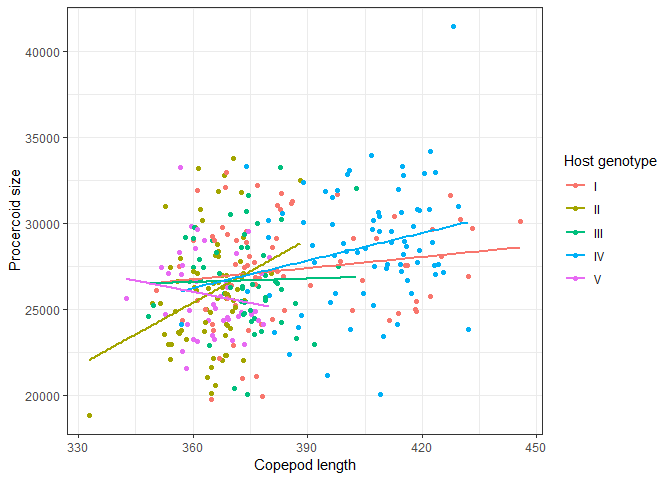 40000
35000
30000
25000
20000
Procercoid size
330
360
390
420
450
Copepod length
Host genotype
I
II
III
IV
V